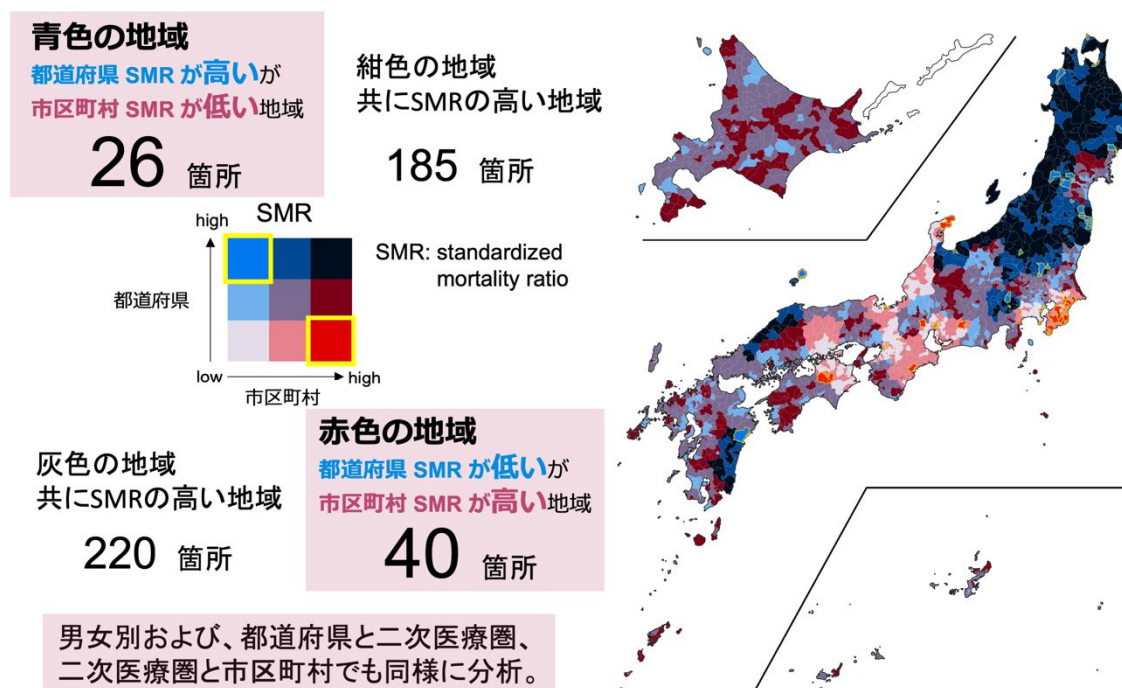 青色の地域
都道府県 SMR が高いが
市区町村 SMR が低い地域
26 箇所
紺色の地域
共にSMRの高い地域
185 箇所
SMR
high
都道府県
low
high
市区町村
SMR: standardized
mortality ratio
灰色の地域
共にSMRの高い地域
220 箇所
赤色の地域
都道府県 SMR が低いが
市区町村 SMR が高い地域
40 箇所
男女別および、都道府県と二次医療圏、
二次医療圏と市区町村でも同様に分析。